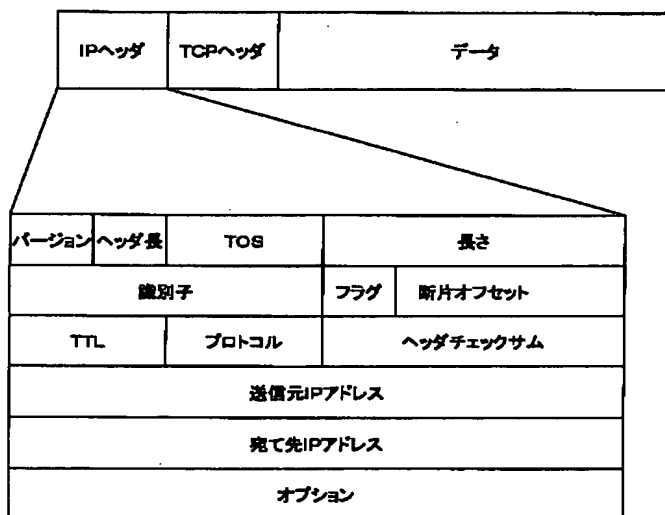 IPヘッダ TCPヘッダ データ
バージョン ヘッダ長 TOS 長さ
識別子 フラグ 断片オフセット
TTL プロトコル ヘッダチェックサム
送信元IPアドレス
宛て先IPアドレス
オプション